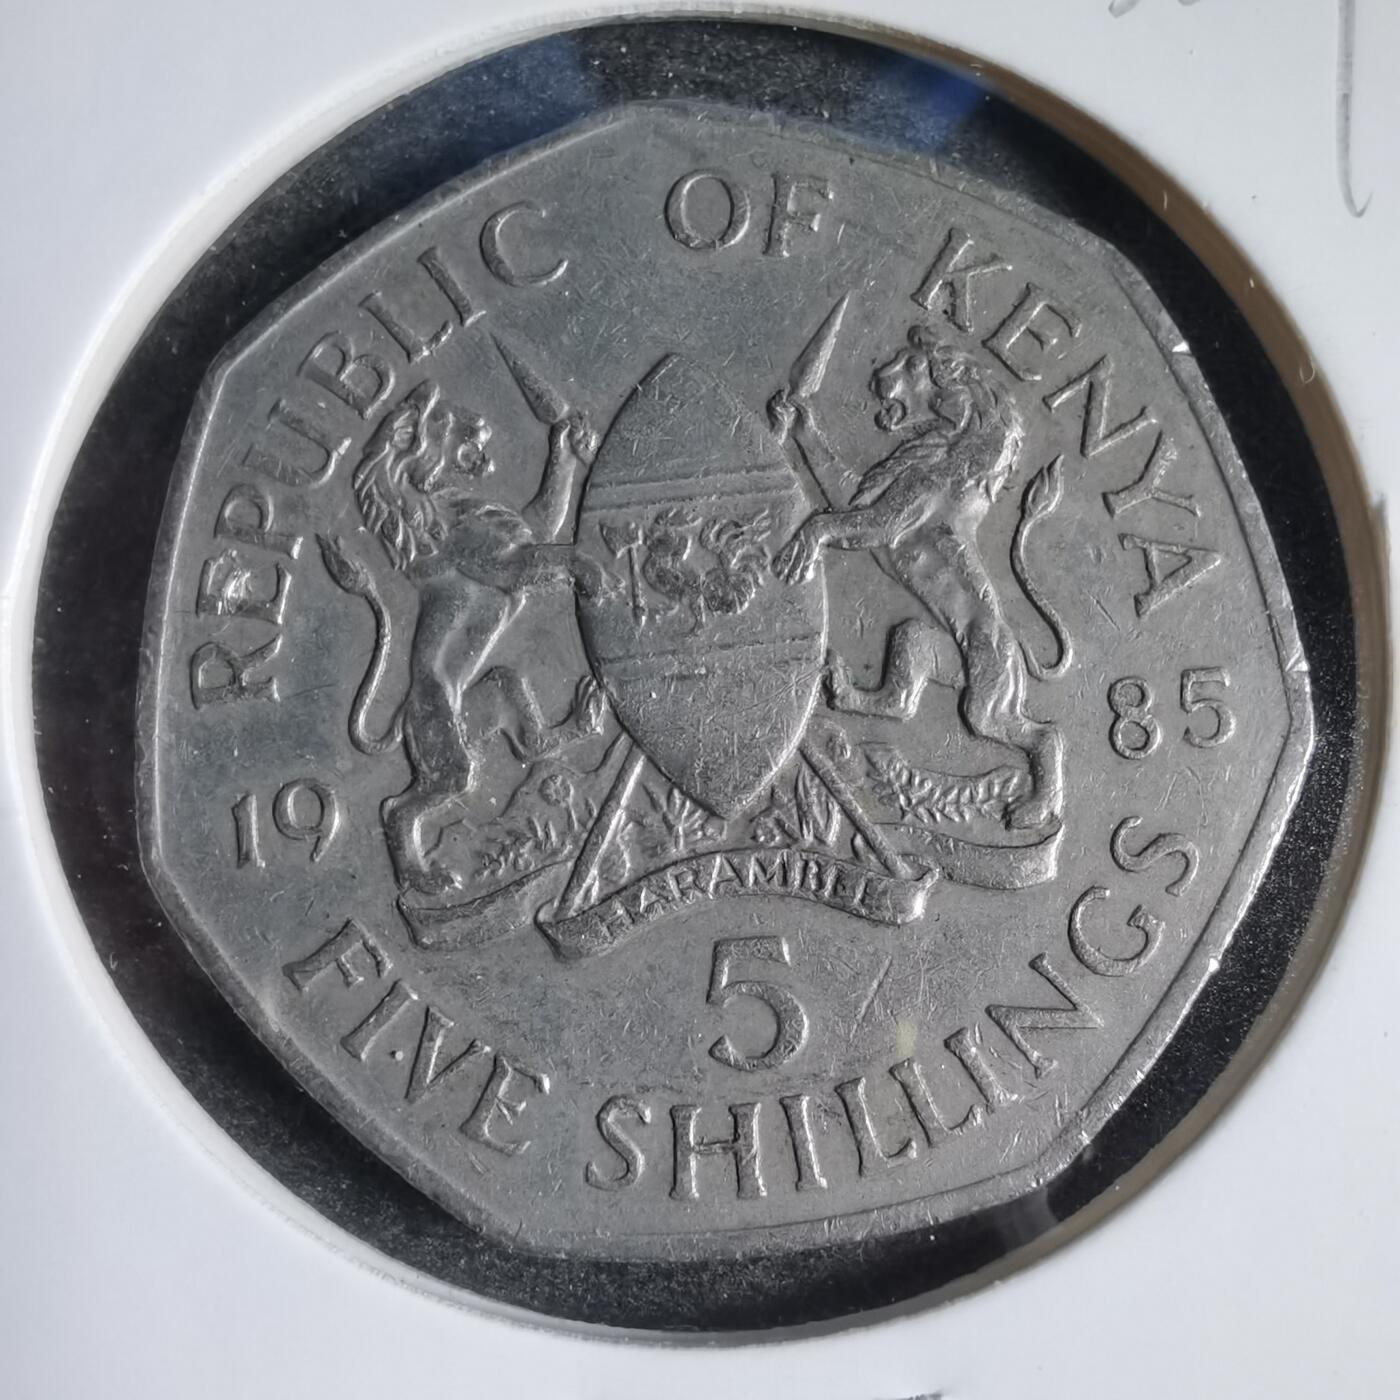 REPUBLIC OF KENYA
19 85
HARAMBEE
5
FIVE SHILLINGS